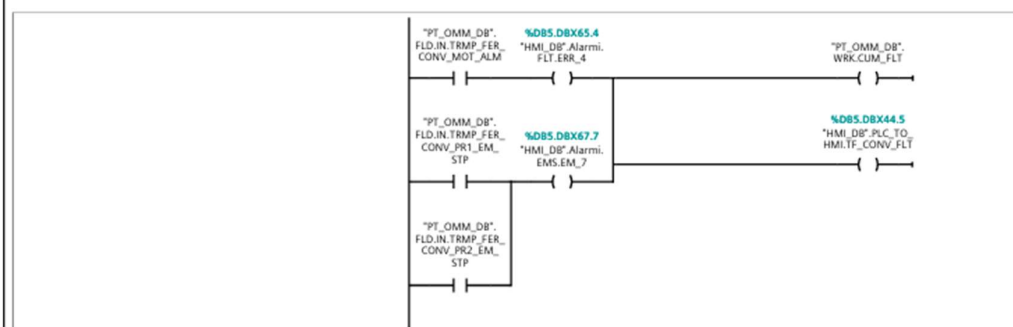 "PT_OMM_DB".
FLD.IN.TRMP_FER_
CONV_MOT_ALM
%DB5.DBX65.4
"HMI_DB".Alarmi.
FLT.ERR_4
"PT_OMM_DB".
WRK.CUM_FLT
"PT_OMM_DB".
FLD.IN.TRMP_FER_
CONV_PR1_EM_
STP
%DB5.DBX67.7
"HMI_DB".Alarmi.
EMS.EM_7
%DB5.DBX44.5
"HMI_DB".PLC_TO_
HMI.TF_CONV_FLT
"PT_OMM_DB".
FLD.IN.TRMP_FER_
CONV_PR2_EM_
STP